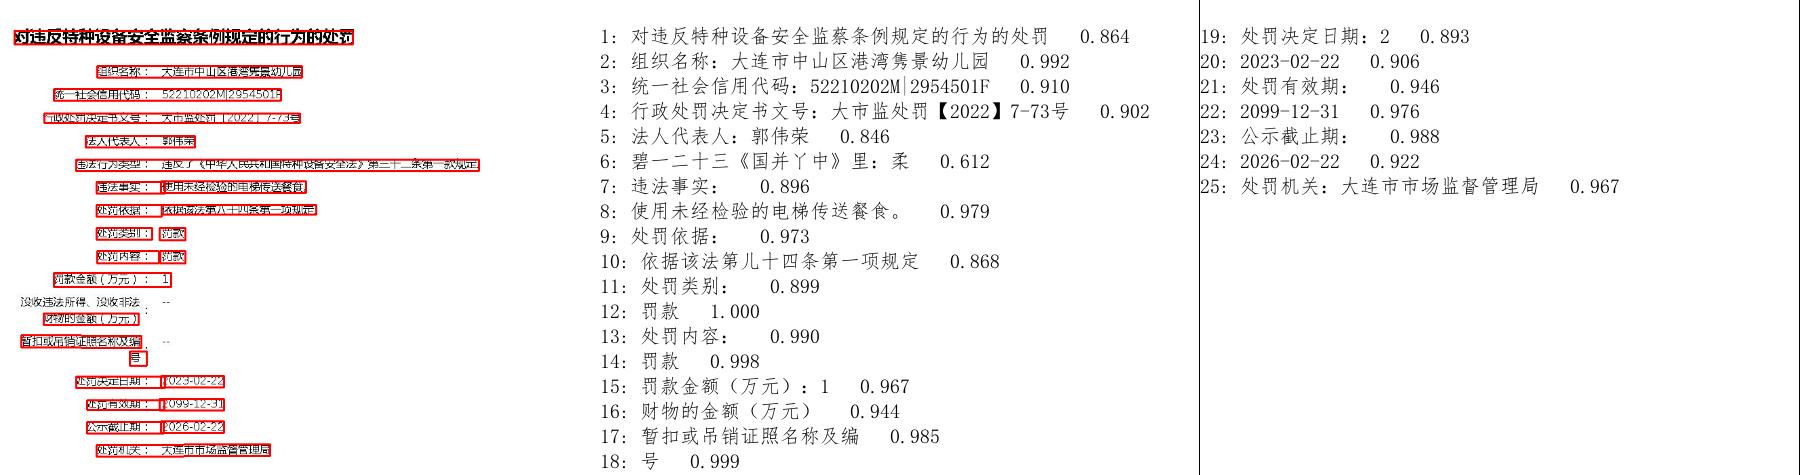 对违反特种设备安全监察条例规定的行为的处罚
组织名称： 大连市中山区港湾隽景幼儿园
统一社会信用代码： 52210202M|2954501F
行政处罚决定书文号： 大市监处罚【2022】7-73号
法人代表人： 郭伟荣
违法行为类型： 违反了《中华人民共和国特种设备安全法》第三十二条第一款规定
违法事实： 使用未经检验的电梯传送餐食。
处罚依据： 依据该法第八十四条第一项规定
处罚类别： 罚款
处罚内容： 罚款
罚款金额（万元）： 1
没收违法所得、没收非法 --
财物的金额（万元） ：
暂扣或吊销证照名称及编 --
号 ：
处罚决定日期： 2023-02-22
处罚有效期： 2099-12-31
公示截止期： 2026-02-22
处罚机关： 大连市市场监督管理局
1: 对违反特种设备安全监察条例规定的行为的处罚 0.864
2: 组织名称: 大连市中山区港湾隽景幼儿园 0.992
3: 统一社会信用代码: 52210202M|2954501F 0.910
4: 行政处罚决定书文号: 大市监处罚【2022】7-73号 0.902
5: 法人代表人: 郭伟荣 0.846
6: 碧一二十三《国并丫中》里: 柔 0.612
7: 违法事实: 0.896
8: 使用未经检验的电梯传送餐食。 0.979
9: 处罚依据: 0.973
10: 依据该法第儿十四条第一项规定 0.868
11: 处罚类别: 0.899
12: 罚款 1.000
13: 处罚内容: 0.990
14: 罚款 0.998
15: 罚款金额（万元）: 1 0.967
16: 财物的金额（万元） 0.944
17: 暂扣或吊销证照名称及编 0.985
18: 号 0.999
19: 处罚决定日期: 2 0.893
20: 2023-02-22 0.906
21: 处罚有效期: 0.946
22: 2099-12-31 0.976
23: 公示截止期: 0.988
24: 2026-02-22 0.922
25: 处罚机关: 大连市市场监督管理局 0.967